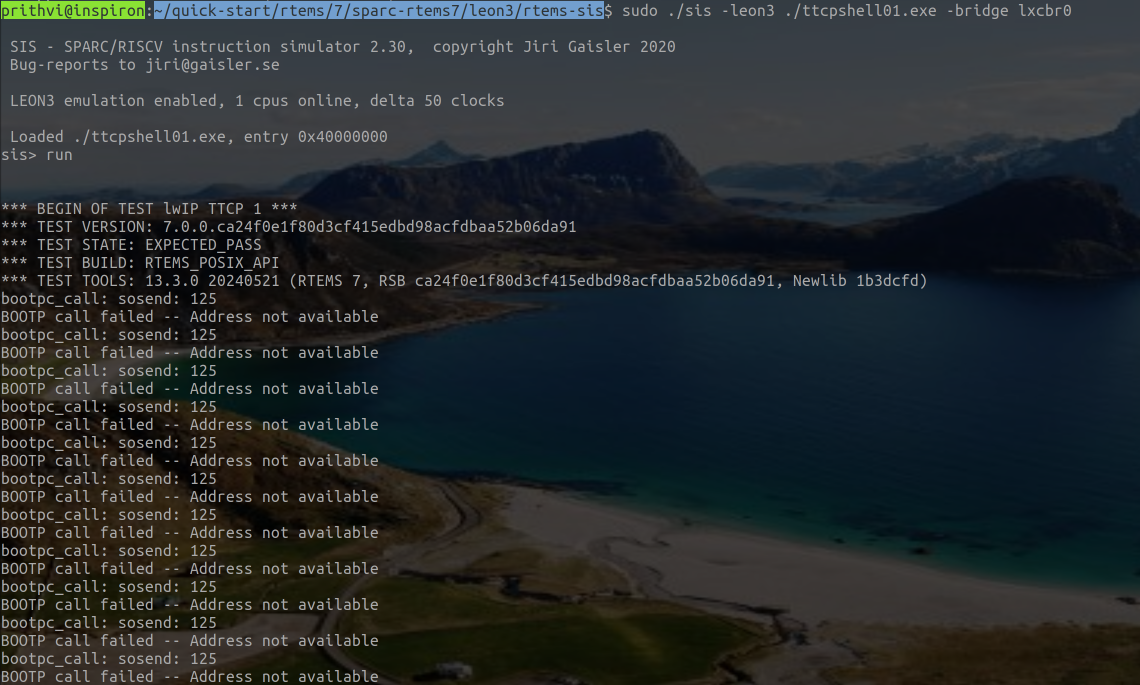 prithvi@inspiron:~/quick-start/rtems/7/sparc-rtems7/leon3/rtems-sis$ sudo ./sis -leon3 ./ttcpshell01.exe -bridge lxcbr0
SIS - SPARC/RISCV instruction simulator 2.30,  copyright Jiri Gaisler 2020
Bug-reports to jiri@gaisler.se
LEON3 emulation enabled, 1 cpus online, delta 50 clocks
Loaded ./ttcpshell01.exe, entry 0x40000000
sis> run
*** BEGIN OF TEST lwIP TTCP 1 ***
*** TEST VERSION: 7.0.0.ca24f0e1f80d3cf415edbd98acfdbaa52b06da91
*** TEST STATE: EXPECTED_PASS
*** TEST BUILD: RTEMS_POSIX_API
*** TEST TOOLS: 13.3.0 20240521 (RTEMS 7, RSB ca24f0e1f80d3cf415edbd98acfdbaa52b06da91, Newlib 1b3dcfd)
bootpc_call: sosend: 125
BOOTP call failed -- Address not available
bootpc_call: sosend: 125
BOOTP call failed -- Address not available
bootpc_call: sosend: 125
BOOTP call failed -- Address not available
bootpc_call: sosend: 125
BOOTP call failed -- Address not available
bootpc_call: sosend: 125
BOOTP call failed -- Address not available
bootpc_call: sosend: 125
BOOTP call failed -- Address not available
bootpc_call: sosend: 125
BOOTP call failed -- Address not available
bootpc_call: sosend: 125
BOOTP call failed -- Address not available
bootpc_call: sosend: 125
BOOTP call failed -- Address not available
bootpc_call: sosend: 125
BOOTP call failed -- Address not available
bootpc_call: sosend: 125
BOOTP call failed -- Address not available